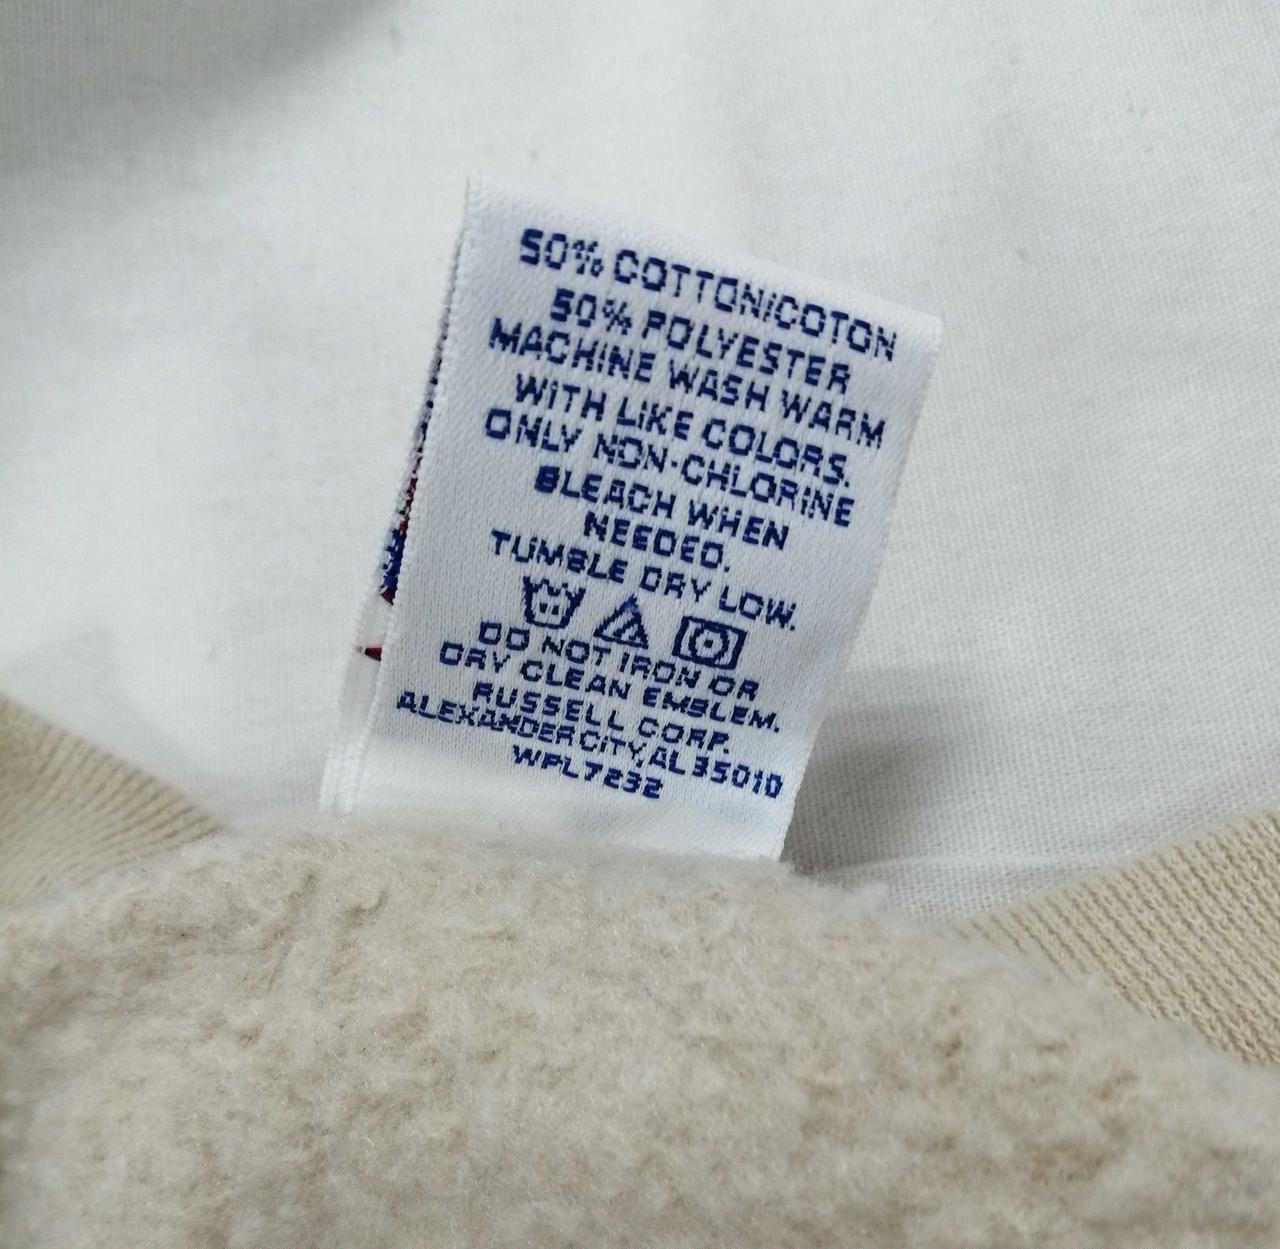 50% COTTON/COTON
50% POLYESTER
MACHINE WASH WARM
WITH LIKE COLORS.
ONLY NON-CHLORINE
BLEACH WHEN
NEEDED.
TUMBLE DRY LOW.
DO NOT IRON OR
DRY CLEAN EMBLEM.
RUSSELL CORP.
ALEXANDER CITY, AL 35010
WPL7232